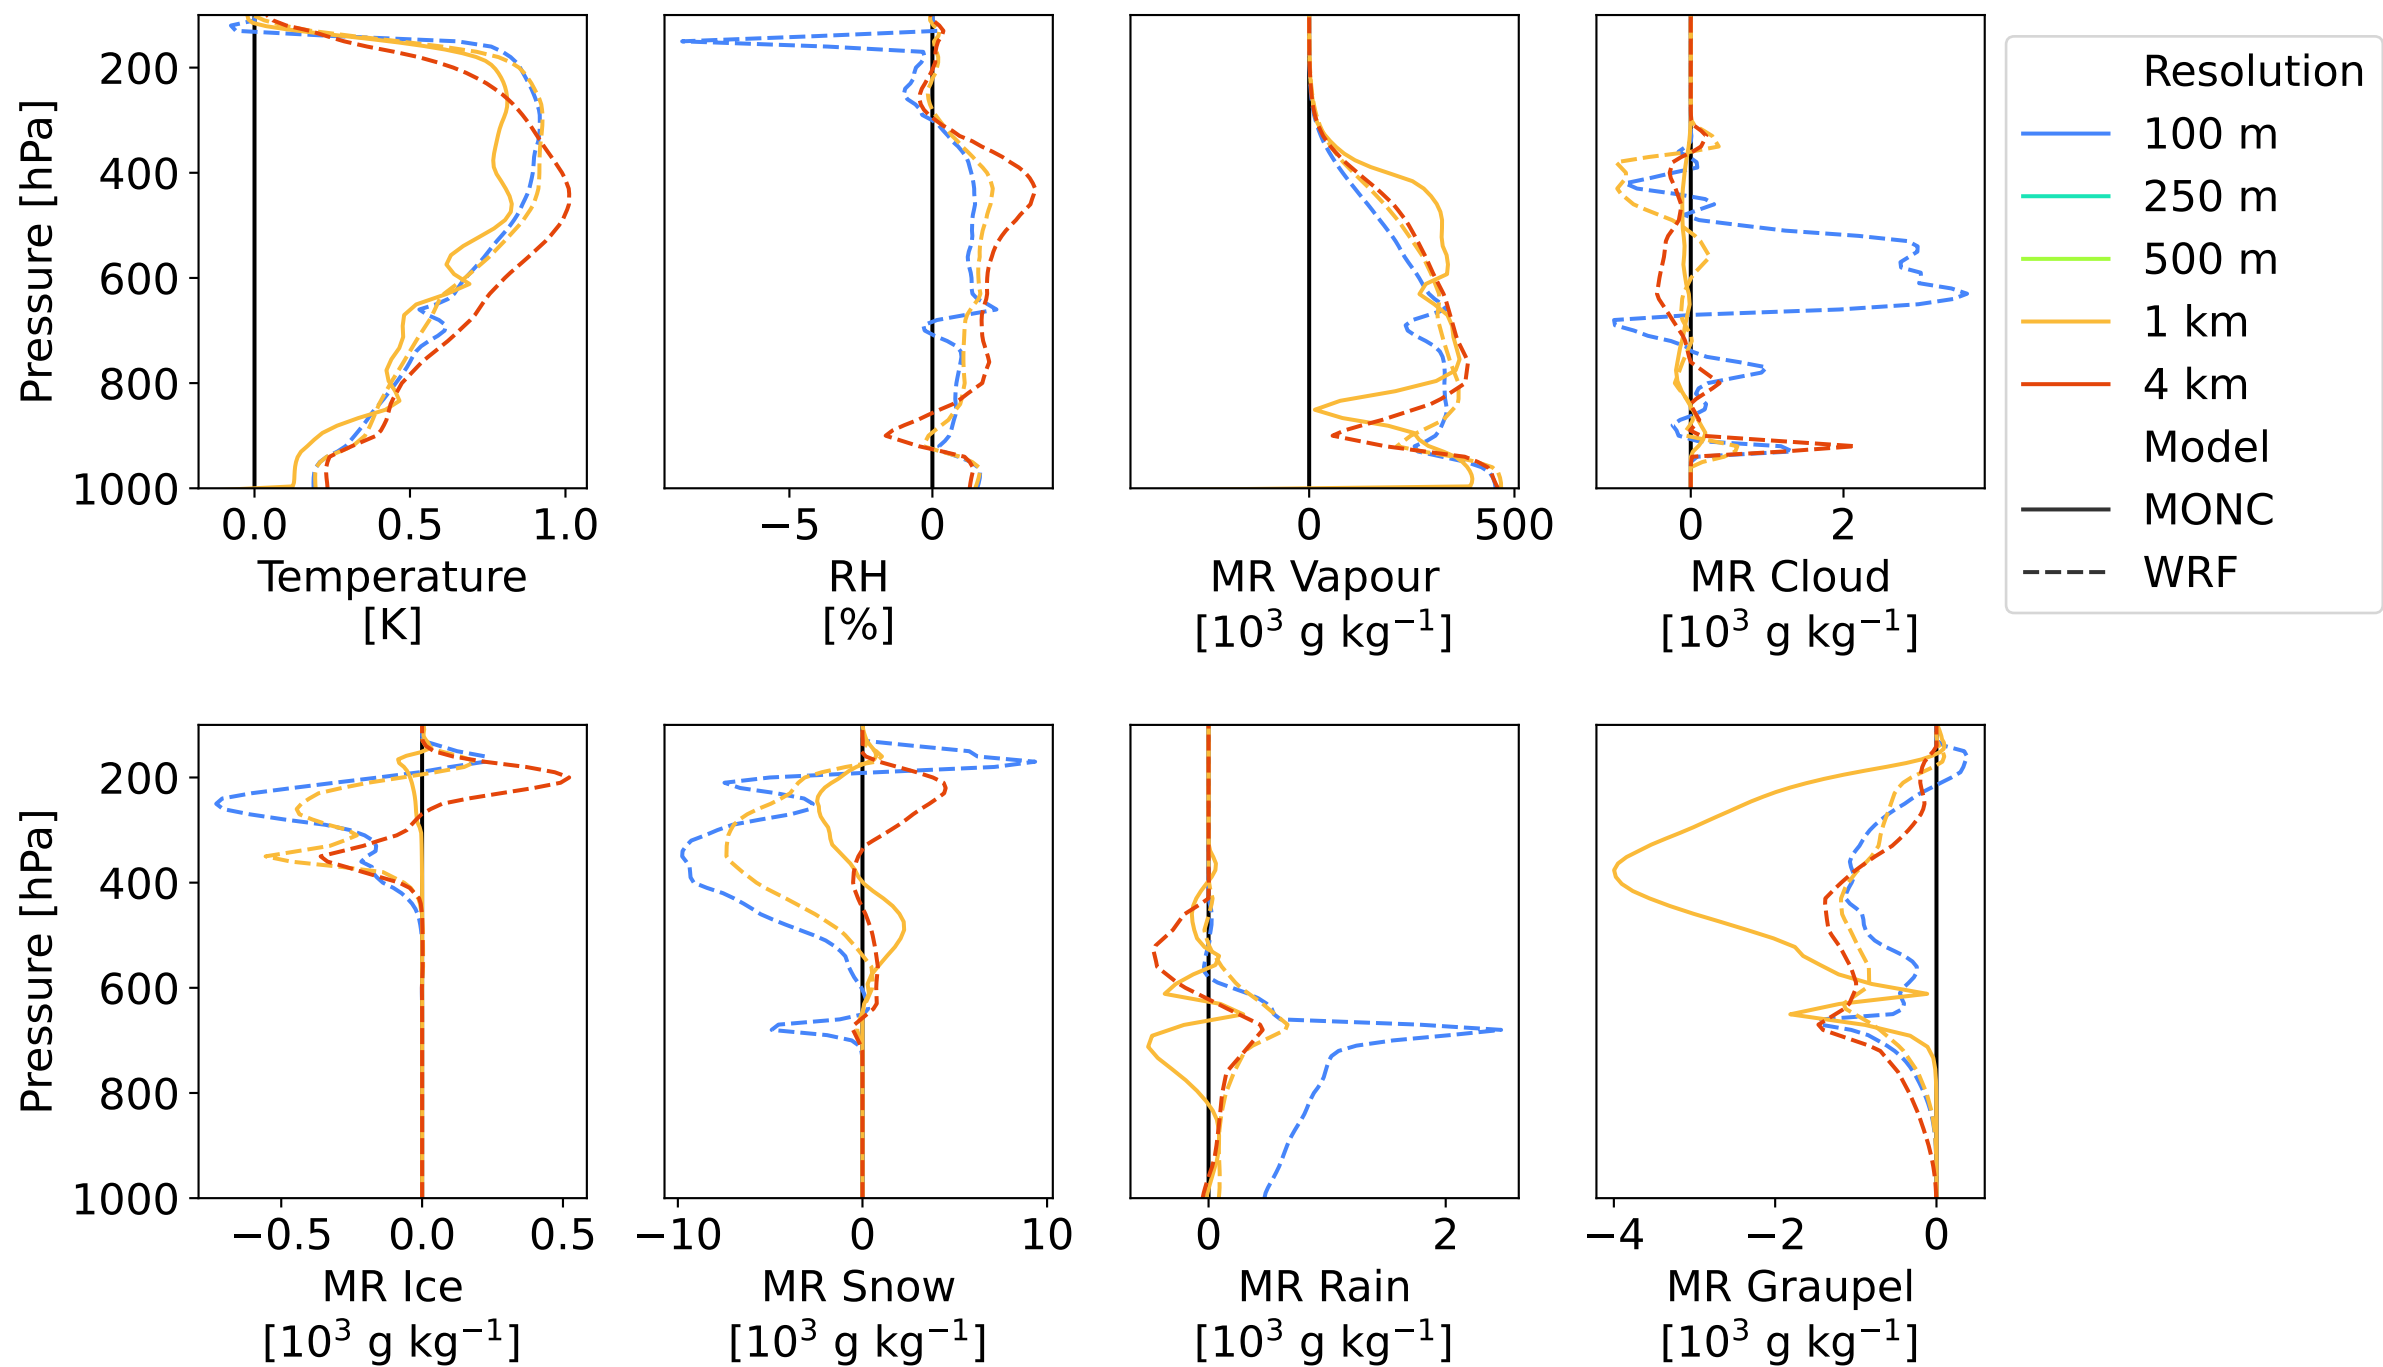 Pressure [hPa]
200
400
600
800
1000
0.0 0.5 1.0
Temperature
[K]
−5 0
RH
[%]
0 500
MR Vapour
[10³ g kg⁻¹]
0 2
MR Cloud
[10³ g kg⁻¹]
Resolution
100 m
250 m
500 m
1 km
4 km
Model
MONC
WRF
Pressure [hPa]
200
400
600
800
1000
−0.5 0.0 0.5
MR Ice
[10³ g kg⁻¹]
−10 0 10
MR Snow
[10³ g kg⁻¹]
0 2
MR Rain
[10³ g kg⁻¹]
−4 −2 0
MR Graupel
[10³ g kg⁻¹]